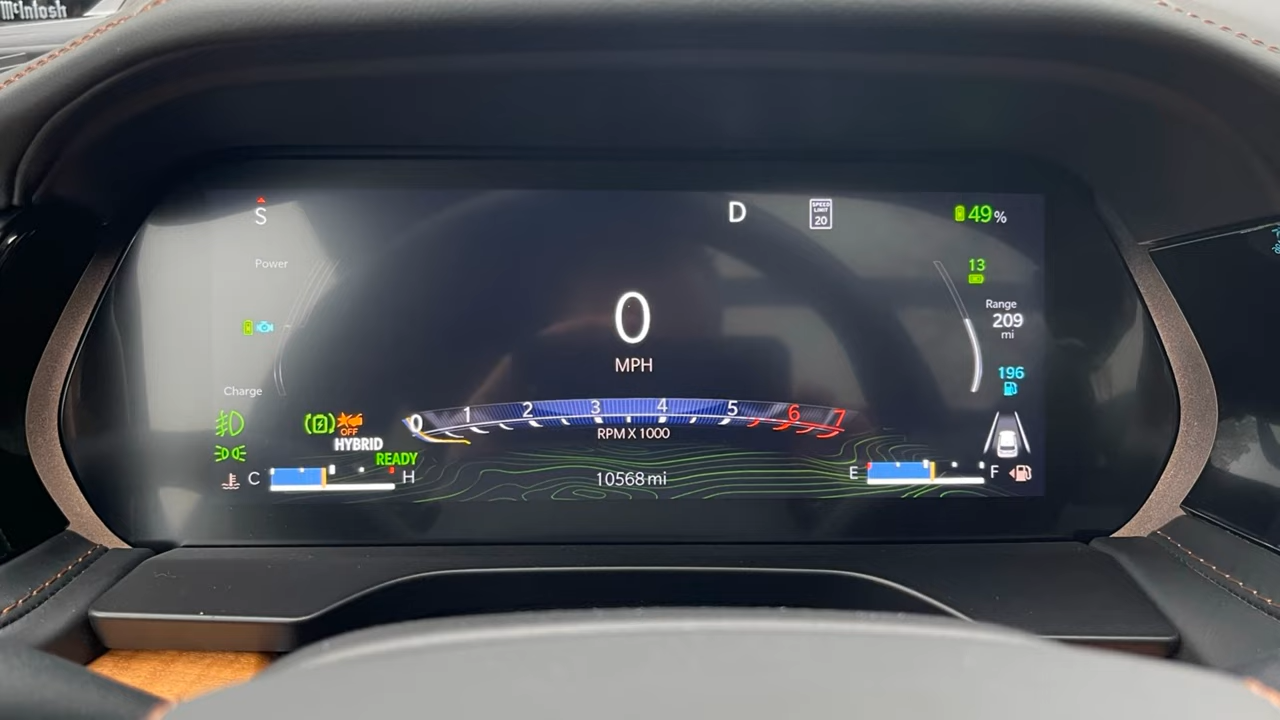 McIntosh
S
D
SPEED
LIMIT
20
49%
Power
13
Range
209
mi
0
MPH
Charge
196
0 1 2 3 4 5 6 7
OFF
HYBRID
RPM X 1000
READY
C H
10568 mi
E F